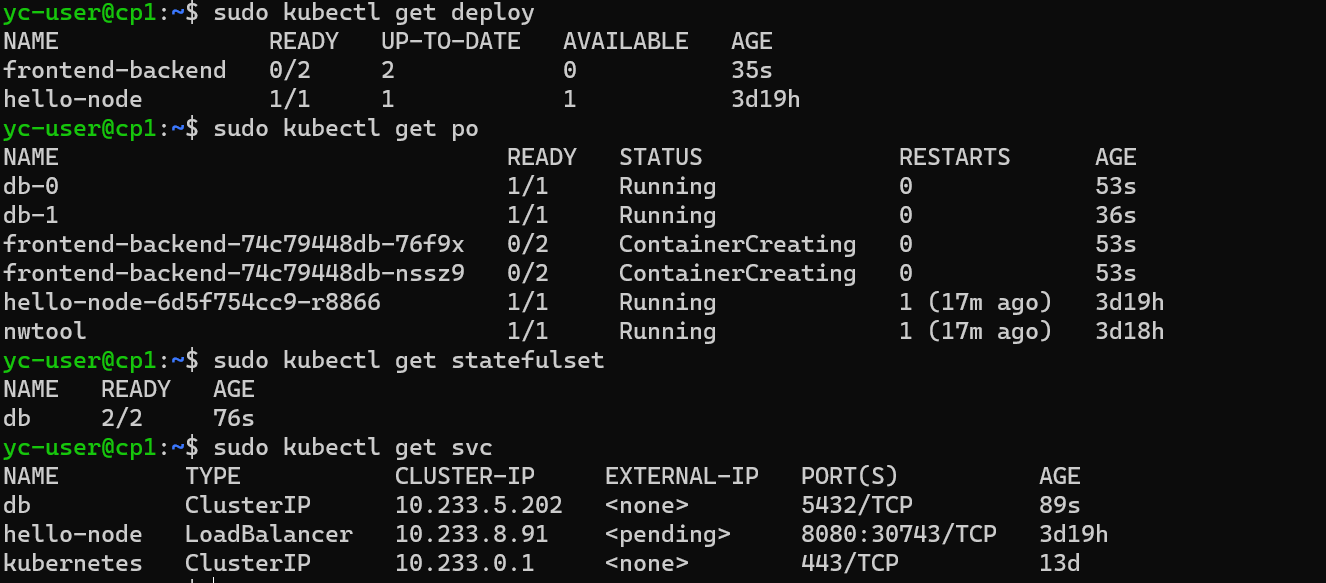 yc-user@cp1:~$ sudo kubectl get deploy
NAME READY UP-TO-DATE AVAILABLE AGE
frontend-backend 0/2 2 0 35s
hello-node 1/1 1 1 3d19h
yc-user@cp1:~$ sudo kubectl get po
NAME READY STATUS RESTARTS AGE
db-0 1/1 Running 0 53s
db-1 1/1 Running 0 36s
frontend-backend-74c79448db-76f9x 0/2 ContainerCreating 0 53s
frontend-backend-74c79448db-nssz9 0/2 ContainerCreating 0 53s
hello-node-6d5f754cc9-r8866 1/1 Running 1 (17m ago) 3d19h
nwtool 1/1 Running 1 (17m ago) 3d18h
yc-user@cp1:~$ sudo kubectl get statefulset
NAME READY AGE
db 2/2 76s
yc-user@cp1:~$ sudo kubectl get svc
NAME TYPE CLUSTER-IP EXTERNAL-IP PORT(S) AGE
db ClusterIP 10.233.5.202 <none> 5432/TCP 89s
hello-node LoadBalancer 10.233.8.91 <pending> 8080:30743/TCP 3d19h
kubernetes ClusterIP 10.233.0.1 <none> 443/TCP 13d